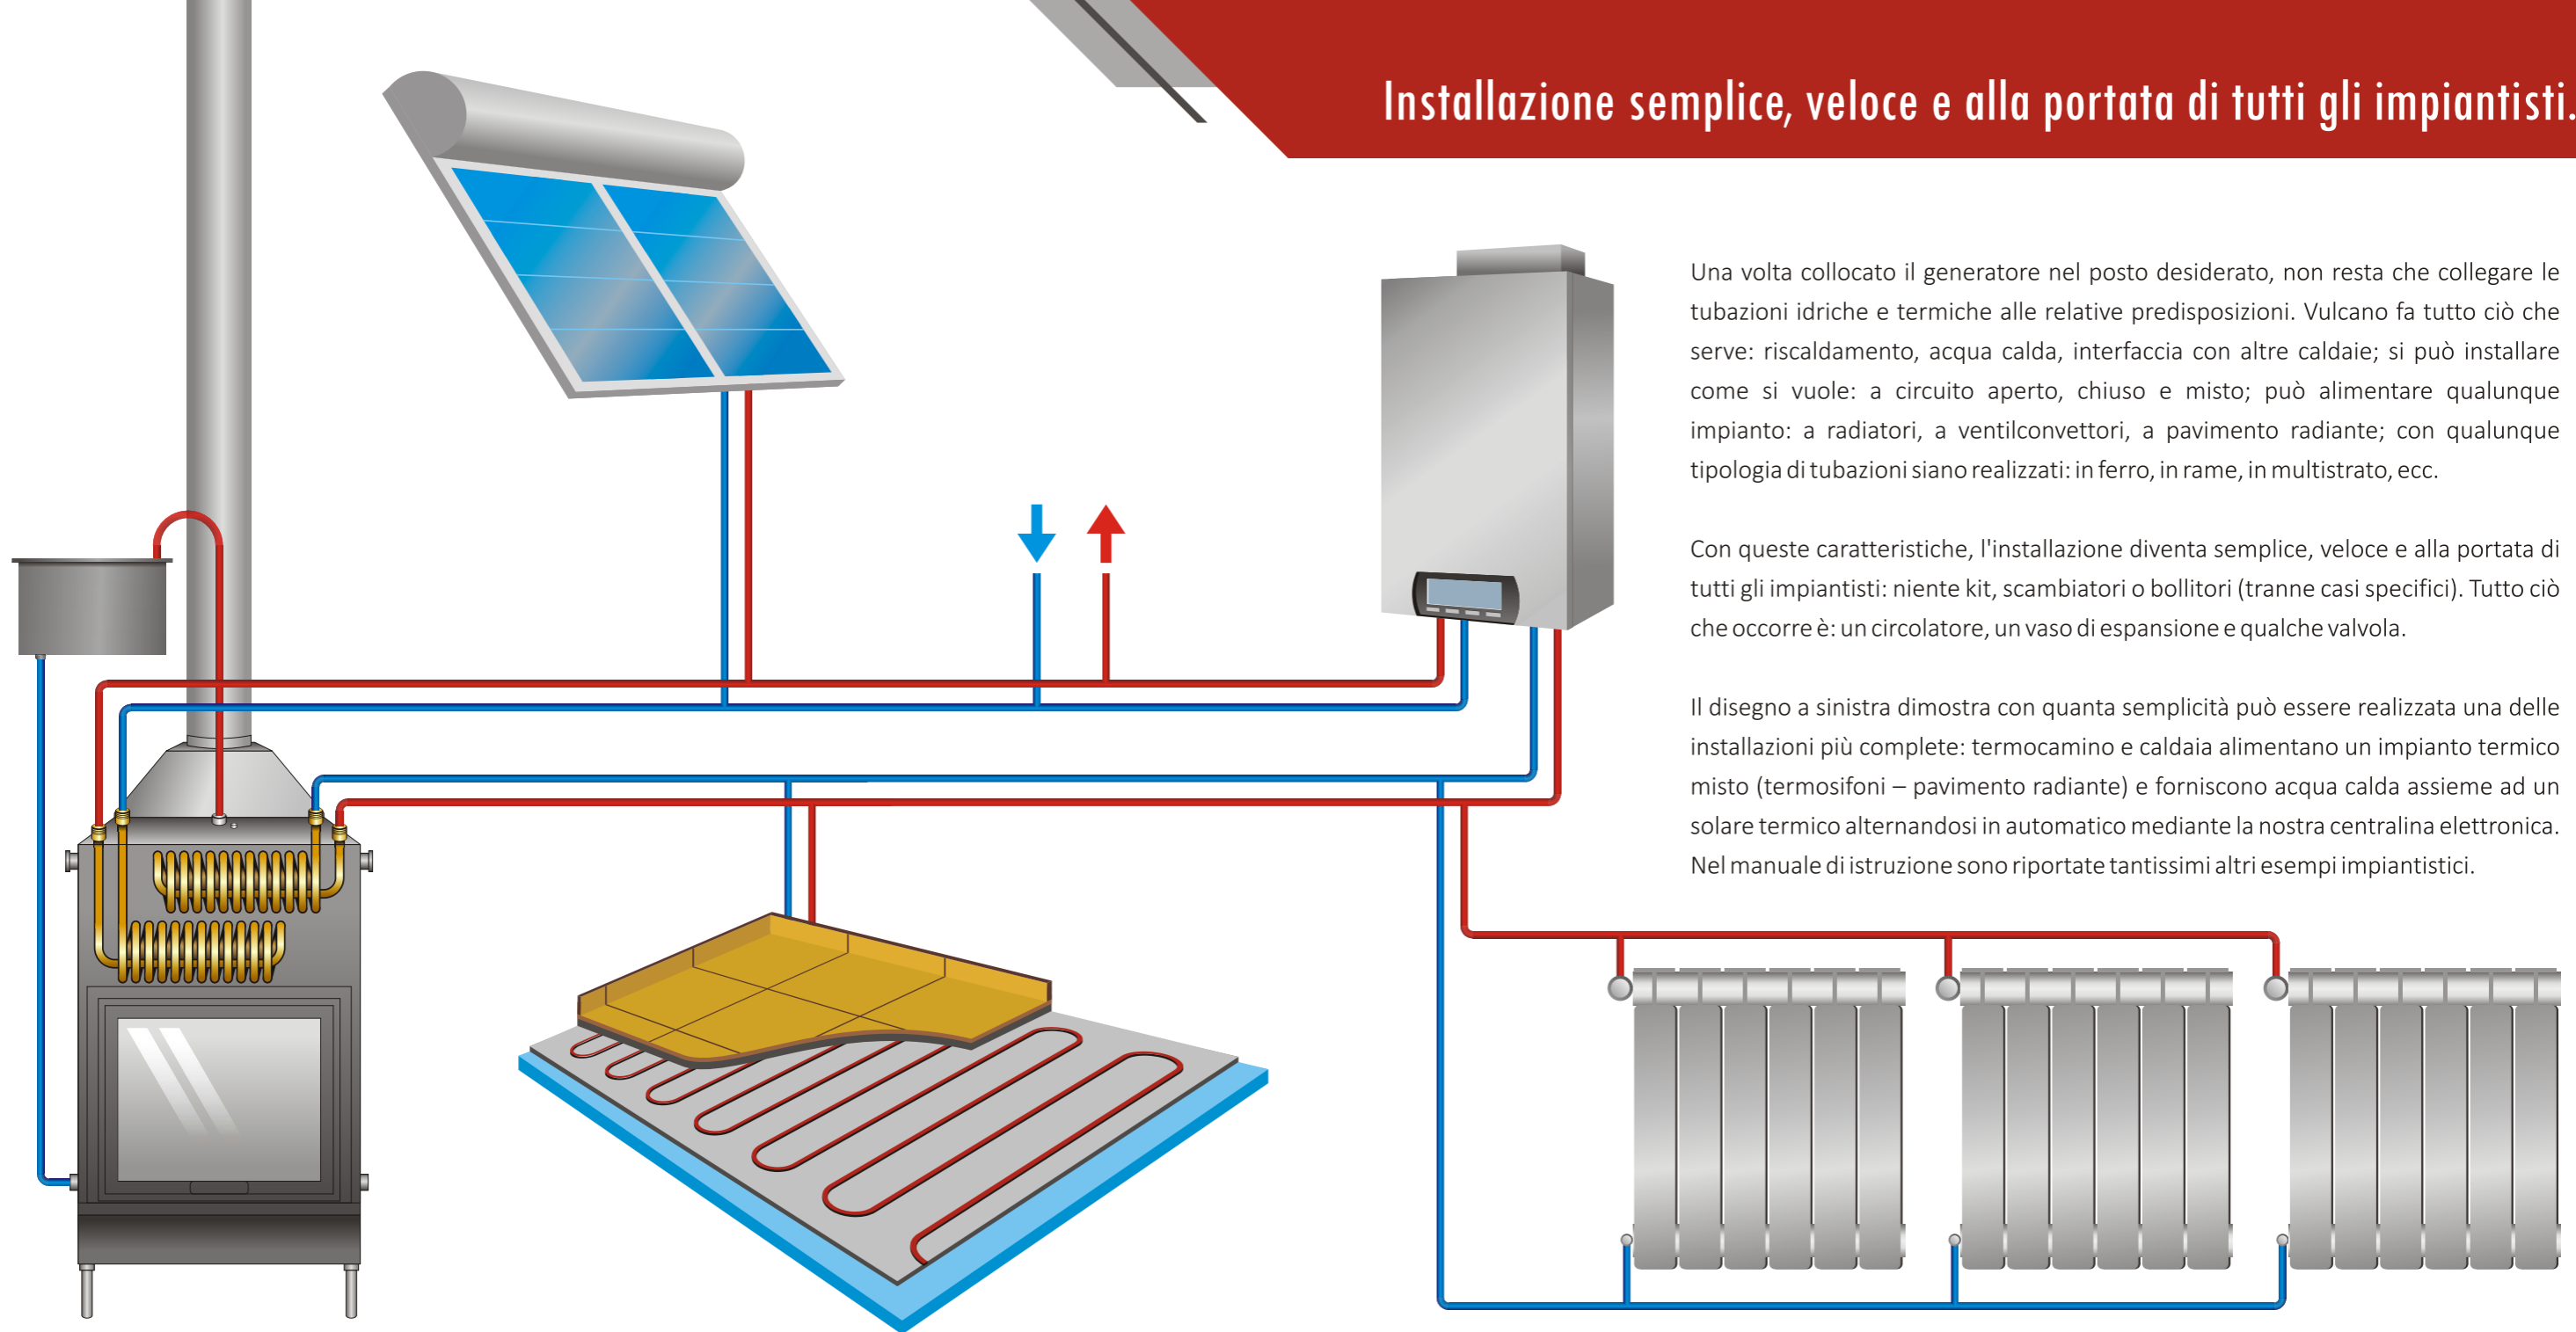 Installazione semplice, veloce e alla portata di tutti gli impiantisti.
Una volta collocato il generatore nel posto desiderato, non resta che collegare le
tubazioni idriche e termiche alle relative predisposizioni. Vulcano fa tutto ciò che
serve: riscaldamento, acqua calda, interfaccia con altre caldaie; si può installare
come si vuole: a circuito aperto, chiuso e misto; può alimentare qualunque
impianto: a radiatori, a ventilconvettori, a pavimento radiante; con qualunque
tipologia di tubazioni siano realizzati: in ferro, in rame, in multistrato, ecc.
Con queste caratteristiche, l'installazione diventa semplice, veloce e alla portata di
tutti gli impiantisti: niente kit, scambiatori o bollitori (tranne casi specifici). Tutto ciò
che occorre è: un circolatore, un vaso di espansione e qualche valvola.
Il disegno a sinistra dimostra con quanta semplicità può essere realizzata una delle
installazioni più complete: termocamino e caldaia alimentano un impianto termico
misto (termosifoni – pavimento radiante) e forniscono acqua calda assieme ad un
solare termico alternandosi in automatico mediante la nostra centralina elettronica.
Nel manuale di istruzione sono riportate tantissimi altri esempi impiantistici.